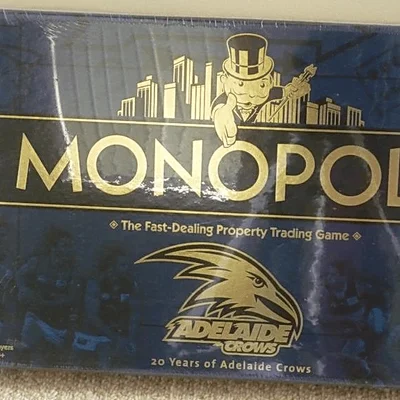 MONOPOL
The Fast-Dealing Property Trading Game
ADELAIDE
CROWS
20 Years of Adelaide Crows